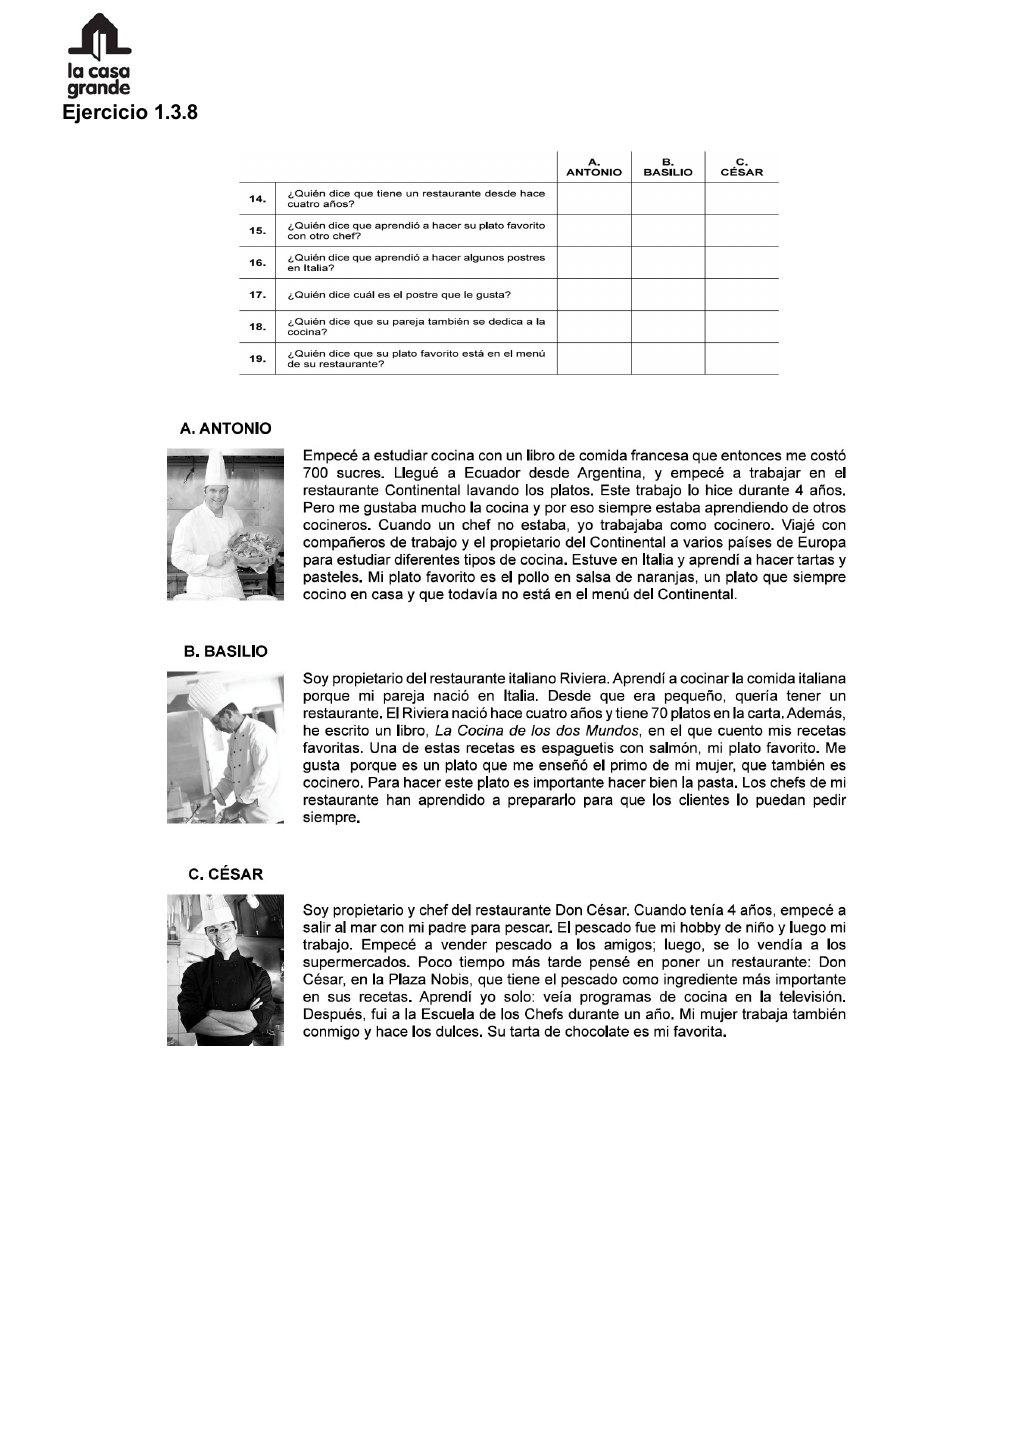 la casa
grande
Ejercicio 1.3.8
A.
ANTONIO
B.
BASILIO
C.
CÉSAR
14.
¿Quién dice que tiene un restaurante desde hace
cuatro años?
15.
¿Quién dice que aprendió a hacer su plato favorito
con otro chef?
16.
¿Quién dice que aprendió a hacer algunos postres
en Italia?
17.
¿Quién dice cuál es el postre que le gusta?
18.
¿Quién dice que su pareja también se dedica a la
cocina?
19.
¿Quién dice que su plato favorito está en el menú
de su restaurante?
A. ANTONIO
Empecé a estudiar cocina con un libro de comida francesa que entonces me costó
700 sucres. Llegué a Ecuador desde Argentina, y empecé a trabajar en el
restaurante Continental lavando los platos. Este trabajo lo hice durante 4 años.
Pero me gustaba mucho la cocina y por eso siempre estaba aprendiendo de otros
cocineros. Cuando un chef no estaba, yo trabajaba como cocinero. Viajé con
compañeros de trabajo y el propietario del Continental a varios países de Europa
para estudiar diferentes tipos de cocina. Estuve en Italia y aprendí a hacer tartas y
pasteles. Mi plato favorito es el pollo en salsa de naranjas, un plato que siempre
cocino en casa y que todavía no está en el menú del Continental.
B. BASILIO
Soy propietario del restaurante italiano Riviera. Aprendí a cocinar la comida italiana
porque mi pareja nació en Italia. Desde que era pequeño, quería tener un
restaurante. El Riviera nació hace cuatro años y tiene 70 platos en la carta. Además,
he escrito un libro, La Cocina de los dos Mundos, en el que cuento mis recetas
favoritas. Una de estas recetas es espaguetis con salmón, mi plato favorito. Me
gusta porque es un plato que me enseñó el primo de mi mujer, que también es
cocinero. Para hacer este plato es importante hacer bien la pasta. Los chefs de mi
restaurante han aprendido a prepararlo para que los clientes lo puedan pedir
siempre.
C. CÉSAR
Soy propietario y chef del restaurante Don César. Cuando tenía 4 años, empecé a
salir al mar con mi padre para pescar. El pescado fue mi hobby de niño y luego mi
trabajo. Empecé a vender pescado a los amigos; luego, se lo vendía a los
supermercados. Poco tiempo más tarde pensé en poner un restaurante: Don
César, en la Plaza Nobis, que tiene el pescado como ingrediente más importante
en sus recetas. Aprendí yo solo: veía programas de cocina en la televisión.
Después, fui a la Escuela de los Chefs durante un año. Mi mujer trabaja también
conmigo y hace los dulces. Su tarta de chocolate es mi favorita.